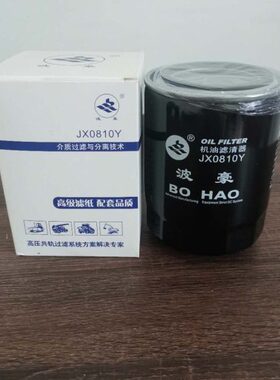 波豪
JX0810Y
介质过滤与分离技术
高级滤纸 配套品质
高压共轨过滤系统方案解决专家
OIL FILTER
机油滤清器
JX0810Y
波豪
BO HAO